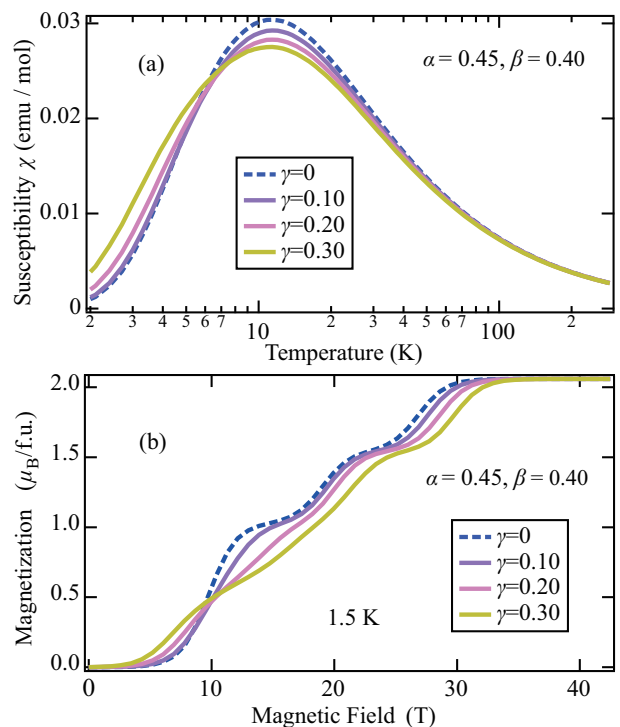 0.03
(a)
α = 0.45, β = 0.40
Susceptibility χ (emu / mol)
0.02
γ=0
γ=0.10
γ=0.20
γ=0.30
0.01
0
2 3 4 5 6 7 10 2 3 4 5 6 7 100 2
Temperature (K)
2.0
(b)
Magnetization (μB/f.u.)
1.5
α = 0.45, β = 0.40
1.0
γ=0
γ=0.10
γ=0.20
γ=0.30
0.5
1.5 K
0.0
0 10 20 30 40
Magnetic Field (T)